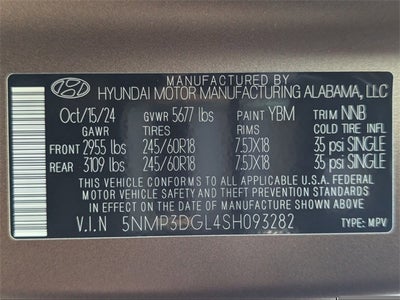 MANUFACTURED BY
HYUNDAI MOTOR MANUFACTURING ALABAMA, LLC
Oct/15/24 GVWR 5677 lbs PAINT YBM TRIM NNB
GAWR TIRES RIMS COLD TIRE INF. PRES.
FRONT 2955 lbs 245/60R18 7.5JX18 35 psi SINGLE
REAR 3109 lbs 245/60R18 7.5JX18 35 psi SINGLE
THIS VEHICLE CONFORMS TO ALL APPLICABLE U.S.A. FEDERAL
MOTOR VEHICLE SAFETY AND THEFT PREVENTION STANDARDS
IN EFFECT ON THE DATE OF MANUFACTURE SHOWN ABOVE.
V.I.N 5NMP3DGL4SH093282 TYPE: MPV